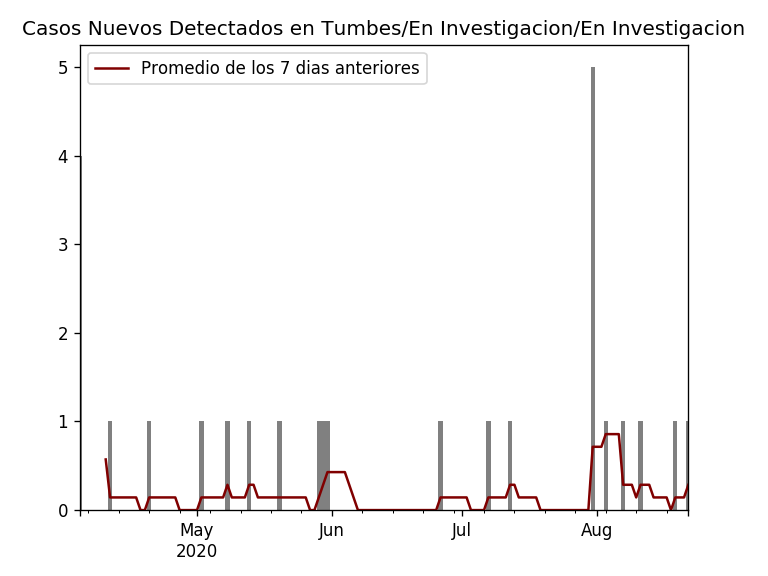 Casos Nuevos Detectados en Tumbes/En Investigacion/En Investigacion
Promedio de los 7 dias anteriores
5
4
3
2
1
0
May
2020
Jun
Jul
Aug